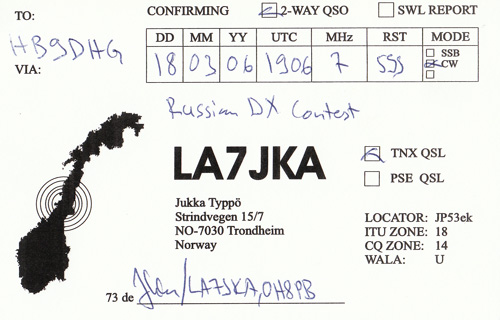 TO: CONFIRMING 2-WAY QSO SWL REPORT
HB9DHG
VIA:
DD MM YY UTC MHz RST MODE
18 03 06 1906 7 599
SSB
CW
Russian DX Contest
LA7JKA
TNX QSL
PSE QSL
Jukka Typpö
Strindvegen 15/7
NO-7030 Trondheim
Norway
LOCATOR: JP53ek
ITU ZONE: 18
CQ ZONE: 14
WALA: U
73 de /LA7JKA, OH8PB